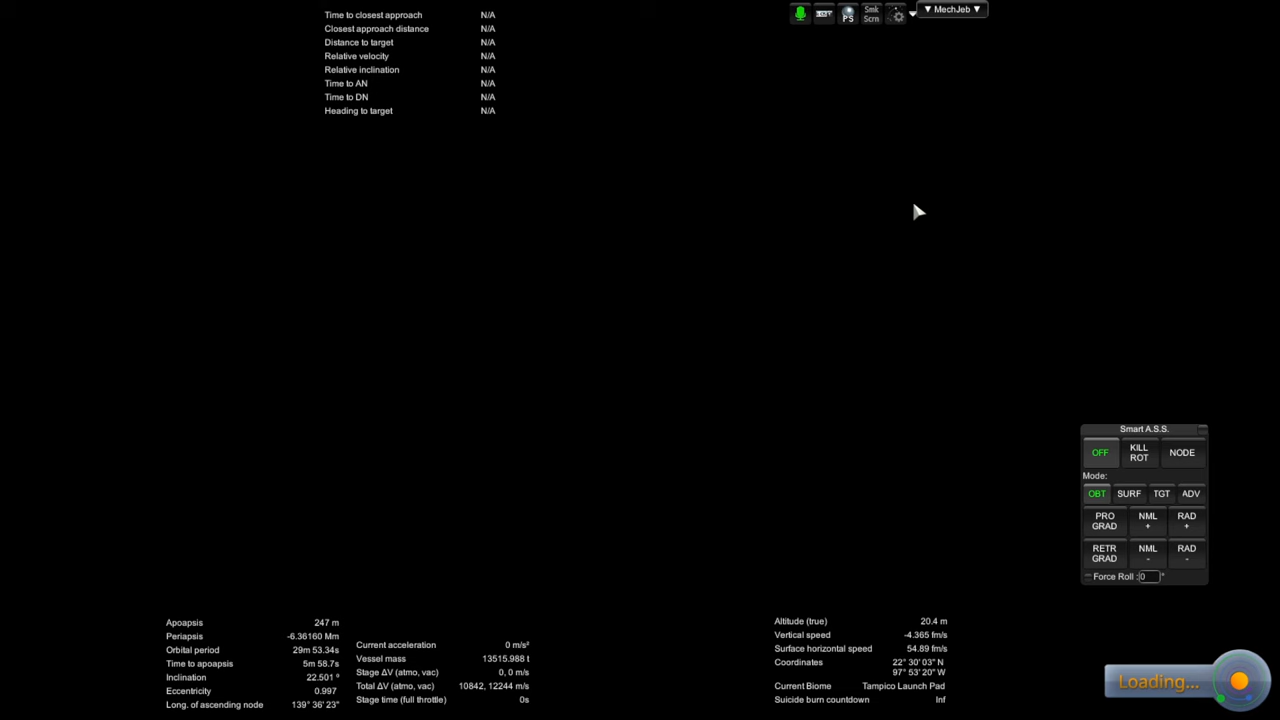 Time to closest approach N/A
Closest approach distance N/A
Distance to target N/A
Relative velocity N/A
Relative inclination N/A
Time to AN N/A
Time to DN N/A
Heading to target N/A
PS
Smk
Scrn
▼ MechJeb ▼
Smart A.S.S.
OFF
KILL
ROT
NODE
Mode:
OBT SURF TGT ADV
PRO
GRAD
NML
+
RAD
+
RETR
GRAD
NML
-
RAD
-
Force Roll : 0 °
Apoapsis 247 m
Periapsis -6.36160 Mm
Orbital period 29m 53.34s
Time to apoapsis 5m 58.7s
Inclination 22.501 º
Eccentricity 0.997
Long. of ascending node 139° 36' 23"
Current acceleration 0 m/s²
Vessel mass 13515.988 t
Stage ΔV (atmo, vac) 0, 0 m/s
Total ΔV (atmo, vac) 10842, 12244 m/s
Stage time (full throttle) 0s
Altitude (true) 20.4 m
Vertical speed -4.365 fm/s
Surface horizontal speed 54.89 fm/s
Coordinates 22° 30' 03" N
97° 53' 20" W
Current Biome Tampico Launch Pad
Suicide burn countdown Inf
Loading...